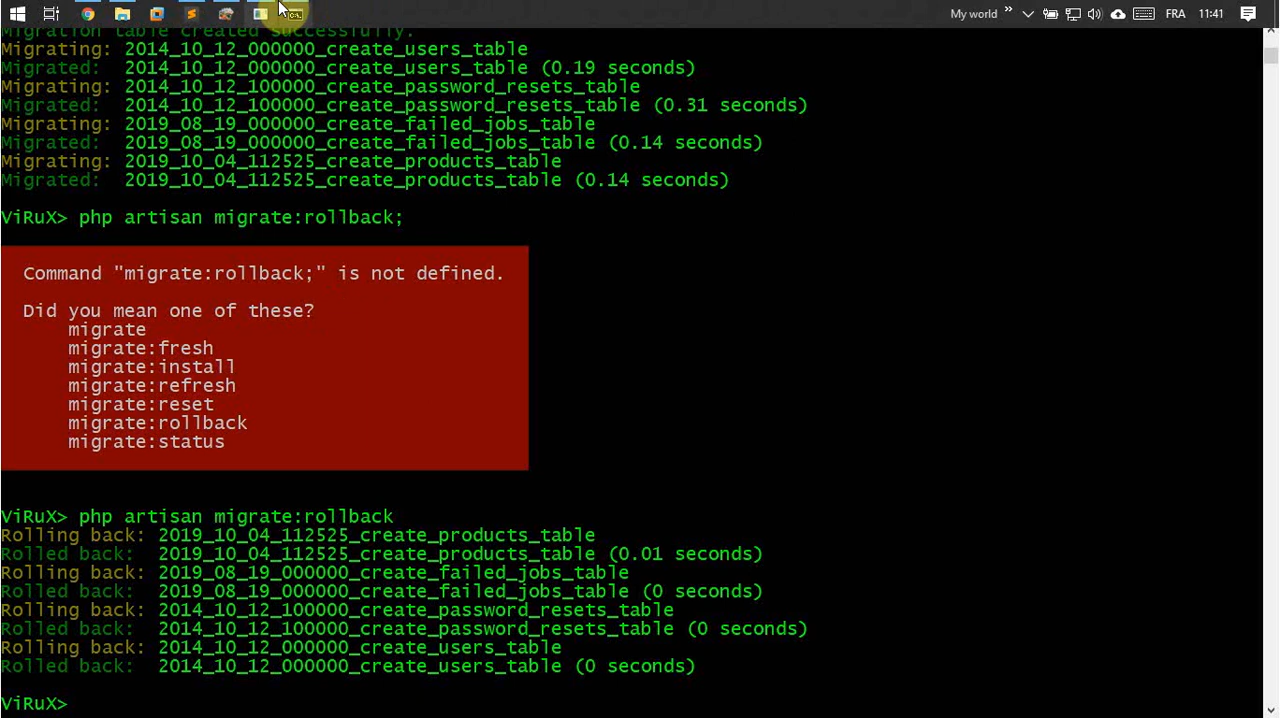 My world » FRA 11:41
Migration table created successfully.
Migrating: 2014_10_12_000000_create_users_table
Migrated:  2014_10_12_000000_create_users_table (0.19 seconds)
Migrating: 2014_10_12_100000_create_password_resets_table
Migrated:  2014_10_12_100000_create_password_resets_table (0.31 seconds)
Migrating: 2019_08_19_000000_create_failed_jobs_table
Migrated:  2019_08_19_000000_create_failed_jobs_table (0.14 seconds)
Migrating: 2019_10_04_112525_create_products_table
Migrated:  2019_10_04_112525_create_products_table (0.14 seconds)
ViRuX> php artisan migrate:rollback;
Command "migrate:rollback;" is not defined.
Did you mean one of these?
migrate
migrate:fresh
migrate:install
migrate:refresh
migrate:reset
migrate:rollback
migrate:status
ViRuX> php artisan migrate:rollback
Rolling back: 2019_10_04_112525_create_products_table
Rolled back:  2019_10_04_112525_create_products_table (0.01 seconds)
Rolling back: 2019_08_19_000000_create_failed_jobs_table
Rolled back:  2019_08_19_000000_create_failed_jobs_table (0 seconds)
Rolling back: 2014_10_12_100000_create_password_resets_table
Rolled back:  2014_10_12_100000_create_password_resets_table (0 seconds)
Rolling back: 2014_10_12_000000_create_users_table
Rolled back:  2014_10_12_000000_create_users_table (0 seconds)
ViRuX>